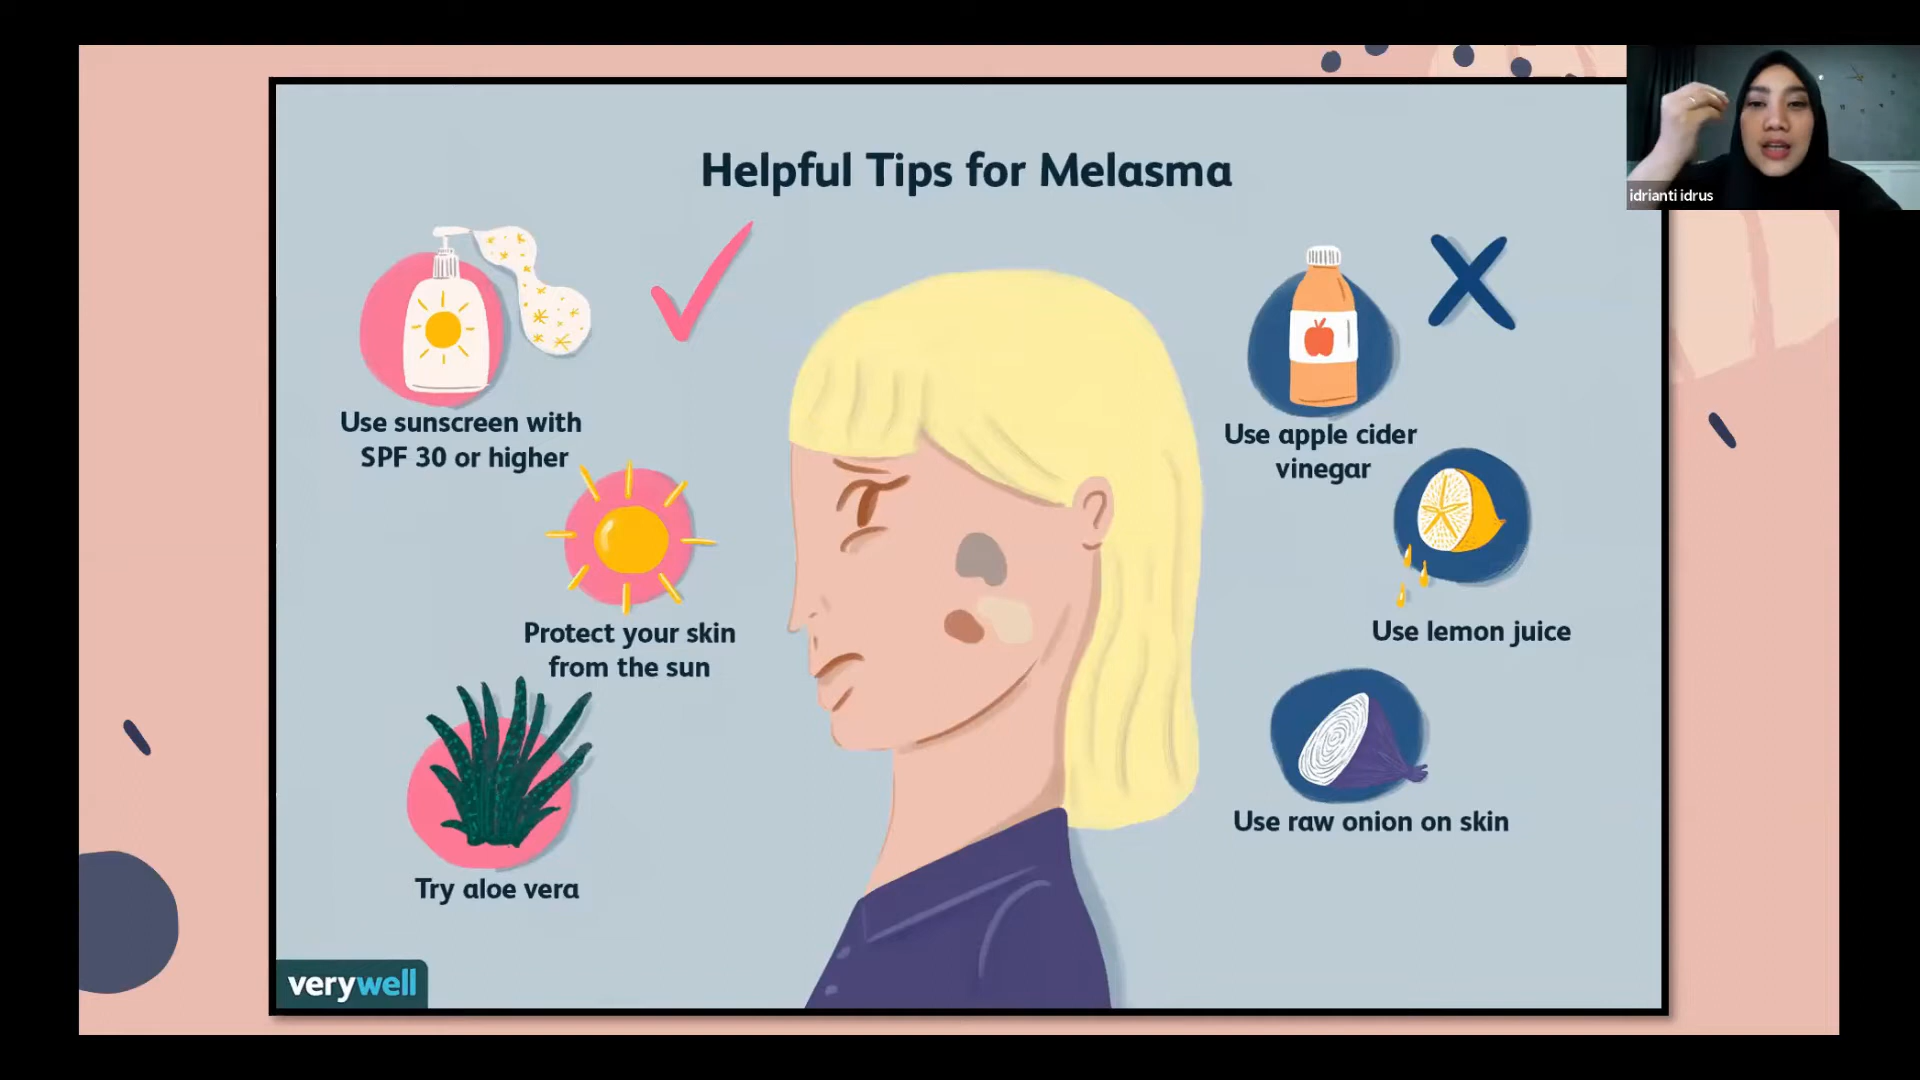 Helpful Tips for Melasma
idrianti idrus
Use sunscreen with
SPF 30 or higher
Protect your skin
from the sun
Try aloe vera
Use apple cider
vinegar
Use lemon juice
Use raw onion on skin
verywell